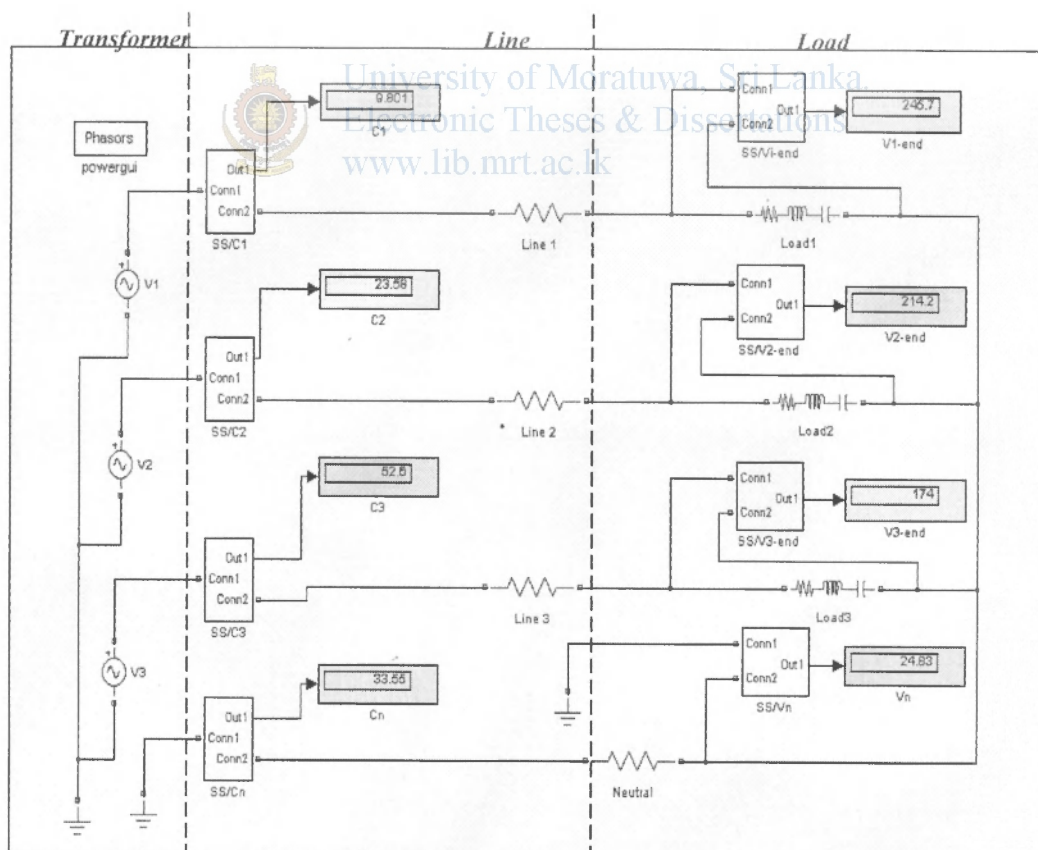 Transformer
Line
Load
University of Moratuwa, Sri Lanka.
Electronic Theses & Dissertations
www.lib.mrt.ac.lk
Phasors
powergui
9.801
C1
Out1
Conn1
Conn2
SS/C1
Line 1
Conn1
Out1
Conn2
SS/Vl-end
245.7
V1-end
Load1
V1
23.58
C2
Out1
Conn1
Conn2
SS/C2
Line 2
Conn1
Out1
Conn2
SS/V2-end
214.2
V2-end
Load2
V2
52.5
C3
Out1
Conn1
Conn2
SS/C3
Line 3
Conn1
Out1
Conn2
SS/V3-end
174
V3-end
Load3
V3
33.55
Cn
Out1
Conn1
Conn2
SS/Cn
Neutral
Conn1
Out1
Conn2
SS/Vn
24.83
Vn